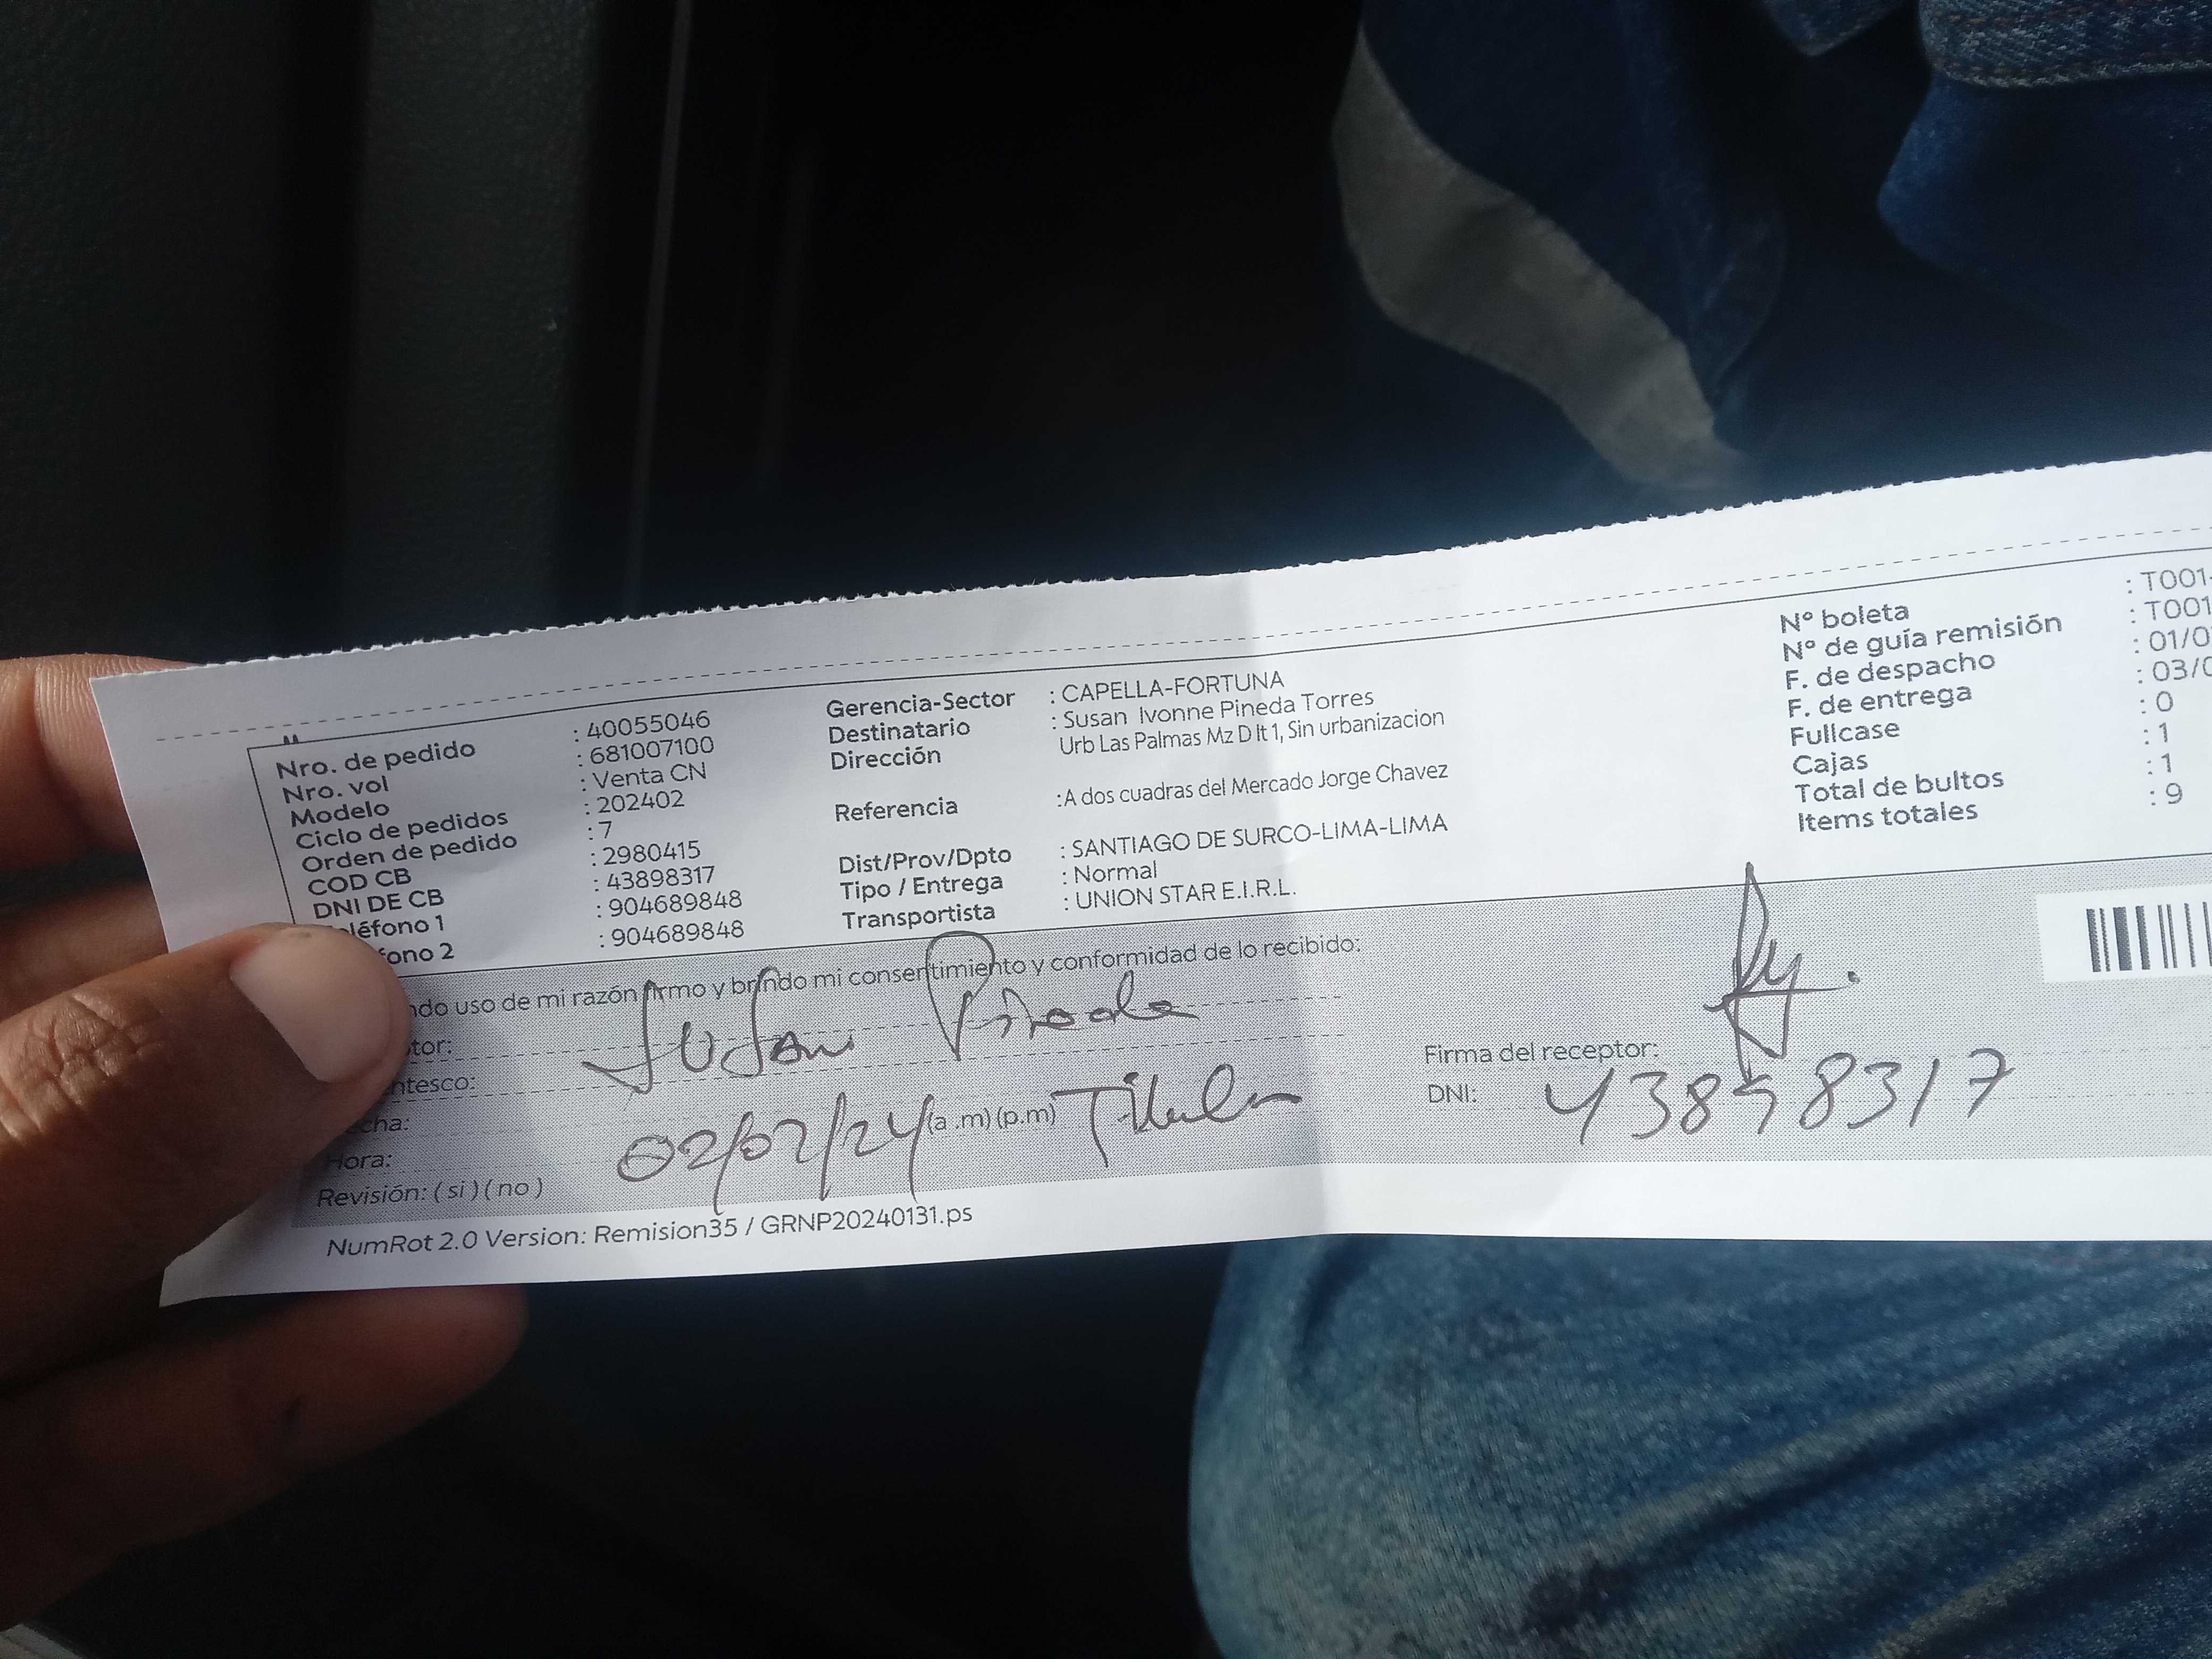 Nro. de pedido : 40055046
Nro. vol : 681007100
Modelo : Venta CN
Ciclo de pedidos : 202402
Orden de pedido : 7
COD CB : 2980415
DNI DE CB : 43898317
léfono 1 : 904689848
fono 2 : 904689848
Gerencia-Sector : CAPELLA-FORTUNA
Destinatario : Susan Ivonne Pineda Torres
Dirección Urb Las Palmas Mz D lt 1, Sin urbanizacion
Referencia :A dos cuadras del Mercado Jorge Chavez
Dist/Prov/Dpto : SANTIAGO DE SURCO-LIMA-LIMA
Tipo / Entrega : Normal
Transportista : UNION STAR E.I.R.L.
Nº boleta : T001-
Nº de guía remisión : T001
F. de despacho : 01/0
F. de entrega : 03/0
Fullcase : 0
Cajas : 1
Total de bultos : 1
Items totales : 9
ndo uso de mi razón firmo y brindo mi consentimiento y conformidad de lo recibido:
tor: Susan Pineda
ntesco:
cha: 02/02/24 (a .m) (p.m) Titular
Hora:
Revisión: ( si ) ( no )
Firma del receptor:
DNI: 43898317
NumRot 2.0 Version: Remision35 / GRNP20240131.ps